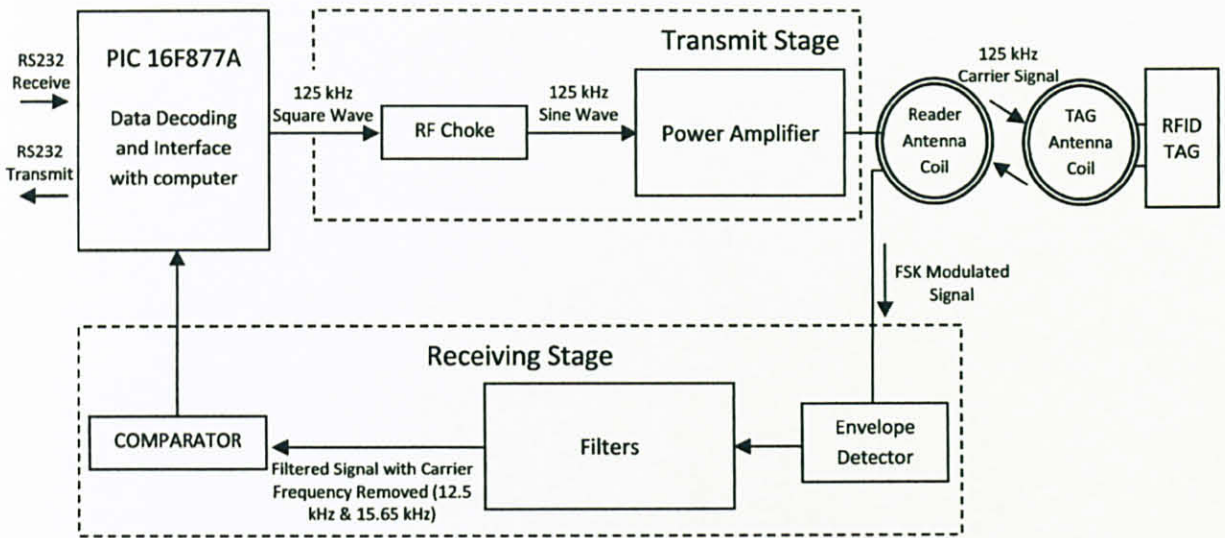 PIC 16F877A
Data Decoding
and Interface
with computer
RS232
Receive
RS232
Transmit
Transmit Stage
125 kHz
Square Wave
RF Choke
125 kHz
Sine Wave
Power Amplifier
Reader
Antenna
Coil
125 kHz
Carrier Signal
TAG
Antenna
Coil
RFID
TAG
FSK Modulated
Signal
Receiving Stage
COMPARATOR
Filtered Signal with Carrier
Frequency Removed (12.5
kHz & 15.65 kHz)
Filters
Envelope
Detector